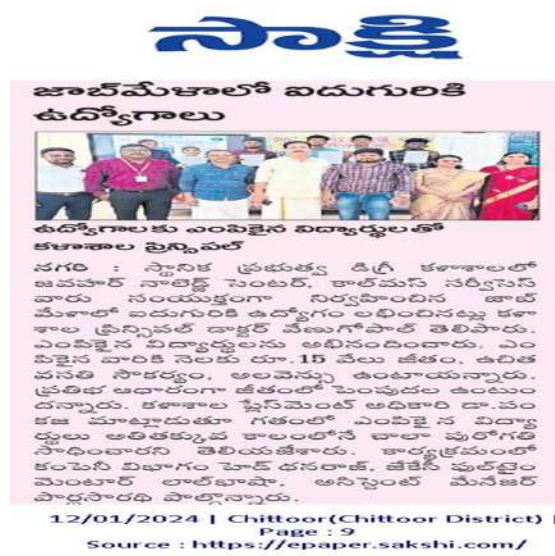 సాక్షి
జాబ్‌మేళాలో ఐదుగురికి
ఉద్యోగాలు
ఉద్యోగాలకు ఎంపికైన విద్యార్థులతో
కళాశాల ప్రిన్సిపల్
నగరి : స్థానిక ప్రభుత్వ డిగ్రీ కళాశాలలో
జవహర్ నాలెడ్జ్ సెంటర్, కాల్‌మస్ సర్వీసెస్
వారు సంయుక్తంగా నిర్వహించిన జాబ్
మేళాలో ఐదుగురికి ఉద్యోగం లభించినట్లు కళా
శాల ప్రిన్సిపల్ డాక్టర్ వేణుగోపాల్ తెలిపారు.
ఎంపికైన విద్యార్థులను అభినందించారు. ఎం
పికైన వారికి నెలకు రూ.15 వేలు జీతం, ఉచిత
వసతి సౌకర్యం, అలవెన్సు ఉంటాయన్నారు.
ప్రతిభ ఆధారంగా జీతంలో పెంపుదల ఉంటుం
దన్నారు. కళాశాల ప్లేస్‌మెంట్ అధికారి డా.పం
కజ మాట్లాడుతూ గతంలో ఎంపికై న విద్యా
ర్థులు అతితక్కువ కాలంలోనే చాలా పురోగతి
సాధించారని తెలియజేశారు. కార్యక్రమంలో
కంపెనీ విభాగం హెడ్ ధనరాజ్, జేకేసీ ఫుల్‌టైం
మెంటార్ లాల్‌భాషా, అసిస్టెంట్ మేనేజర్
పార్థసారథి పాల్గొన్నారు.
12/01/2024 | Chittoor(Chittoor District) |
Page : 9
Source : https://epaper.sakshi.com/